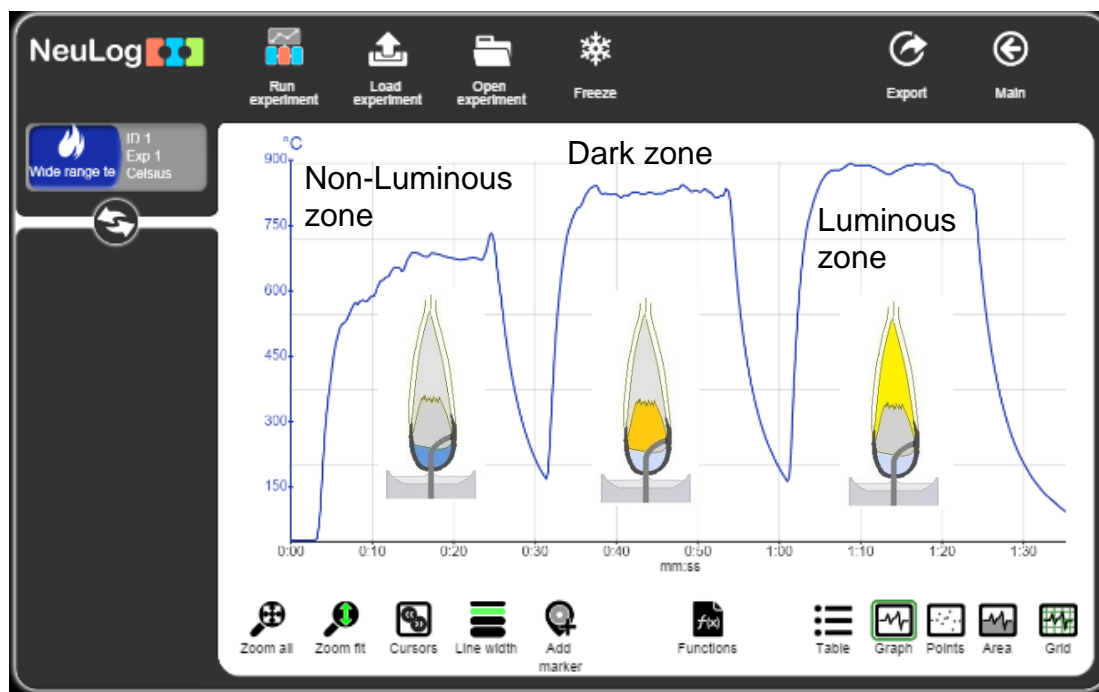 NeuLog
Run
experiment
Load
experiment
Open
experiment
Freeze
Export
Main
Wide range te
ID 1
Exp 1
Celsius
°C
900
750
600
450
300
150
Non-Luminous
zone
Dark zone
Luminous
zone
0:00 0:10 0:20 0:30 0:40 0:50 1:00 1:10 1:20 1:30
mm:ss
Zoom all
Zoom fit
Cursors
Line width
Add
marker
f(x)
Functions
Table
Graph
Points
Area
Grid